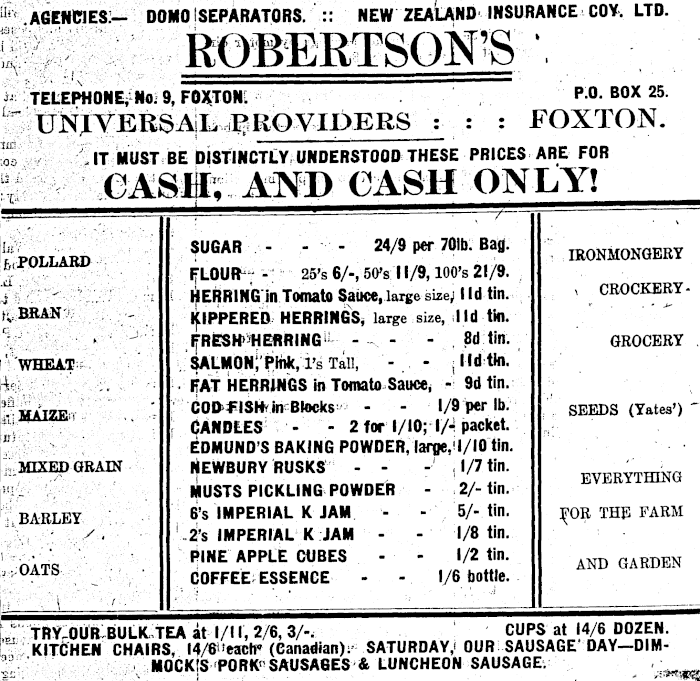 AGENCIES.— DOMO SEPARATORS. :: NEW ZEALAND INSURANCE COY. LTD.
ROBERTSON'S
TELEPHONE, No. 9, FOXTON. P.O. BOX 25.
UNIVERSAL PROVIDERS : : : FOXTON.
IT MUST BE DISTINCTLY UNDERSTOOD THESE PRICES ARE FOR
CASH, AND CASH ONLY!
POLLARD
BRAN
WHEAT
MAIZE
MIXED GRAIN
BARLEY
OATS
SUGAR - - - 24/9 per 70lb. Bag.
FLOUR - 25's 6/-, 50's 11/9, 100's 21/9.
HERRING in Tomato Sauce, large size, 11d tin.
KIPPERED HERRINGS, large size, 11d tin.
FRESH HERRING - - - - 8d tin.
SALMON, Pink, 1's Tall, - - 11d tin.
FAT HERRINGS in Tomato Sauce, - 9d tin.
COD FISH in Blocks - - 1/9 per lb.
CANDLES - - 2 for 1/10; 1/- packet.
EDMUND'S BAKING POWDER, large, 1/10 tin.
NEWBURY RUSKS - - - 1/7 tin.
MUSTS PICKLING POWDER - 2/- tin.
6's IMPERIAL K JAM - - 5/- tin.
2's IMPERIAL K JAM - - 1/8 tin.
PINE APPLE CUBES - - 1/2 tin.
COFFEE ESSENCE - - 1/6 bottle.
IRONMONGERY
CROCKERY
GROCERY
SEEDS (Yates')
EVERYTHING
FOR THE FARM
AND GARDEN
TRY OUR BULK TEA at 1/11, 2/6, 3/-. CUPS at 14/6 DOZEN.
KITCHEN CHAIRS, 14/6 each (Canadian). SATURDAY, OUR SAUSAGE DAY—DIM-
MOCK'S PORK SAUSAGES & LUNCHEON SAUSAGE.